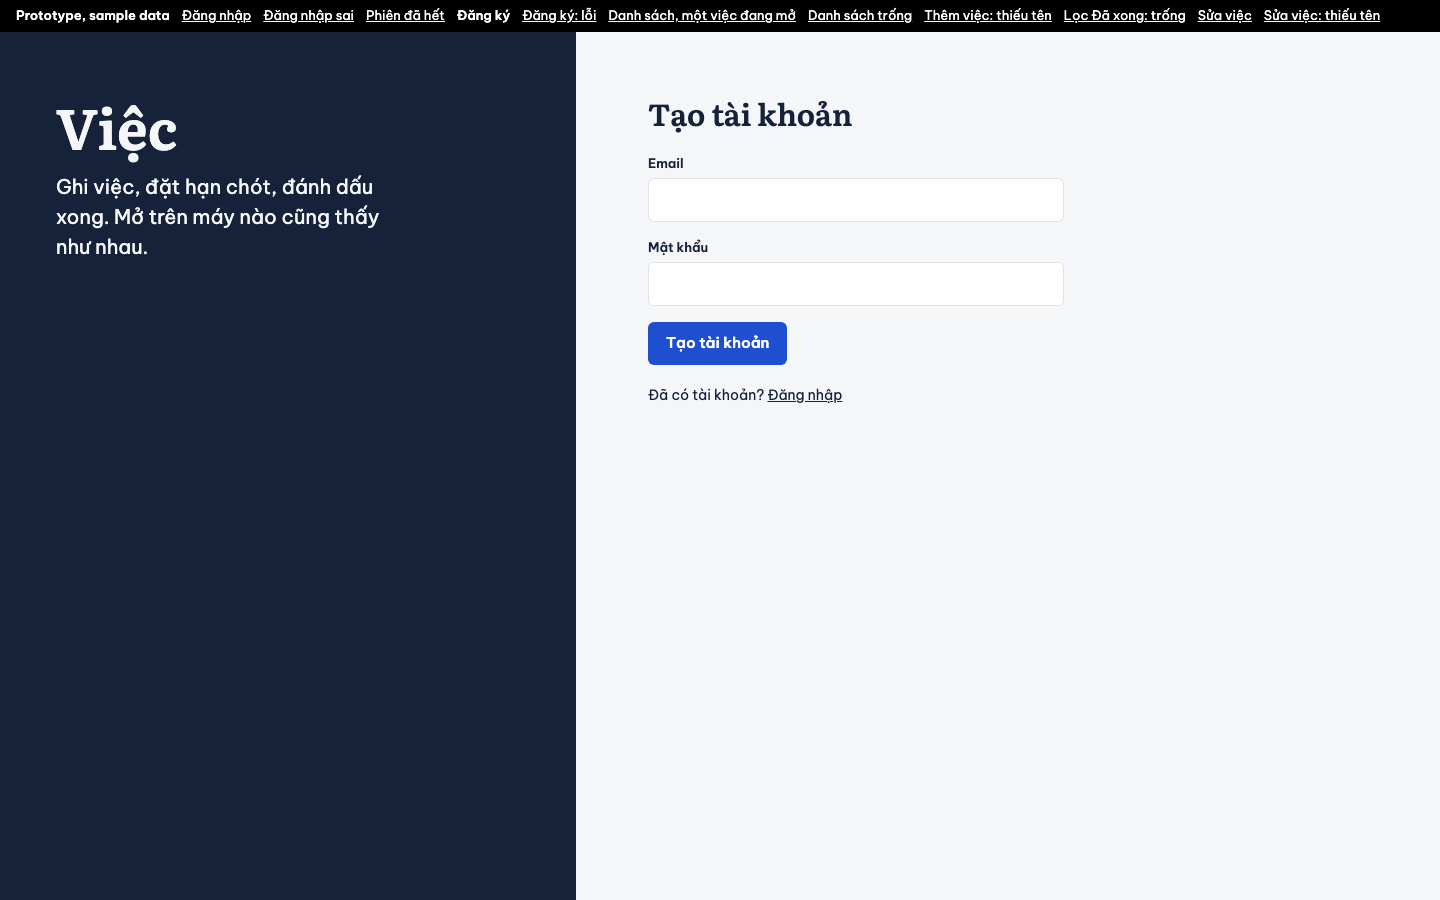 Prototype, sample data Đăng nhập Đăng nhập sai Phiên đã hết Đăng ký Đăng ký: lỗi Danh sách, một việc đang mở Danh sách trống Thêm việc: thiếu tên Lọc Đã xong: trống Sửa việc Sửa việc: thiếu tên
Việc
Ghi việc, đặt hạn chót, đánh dấu
xong. Mở trên máy nào cũng thấy
như nhau.
Tạo tài khoản
Email
Mật khẩu
Tạo tài khoản
Đã có tài khoản? Đăng nhập